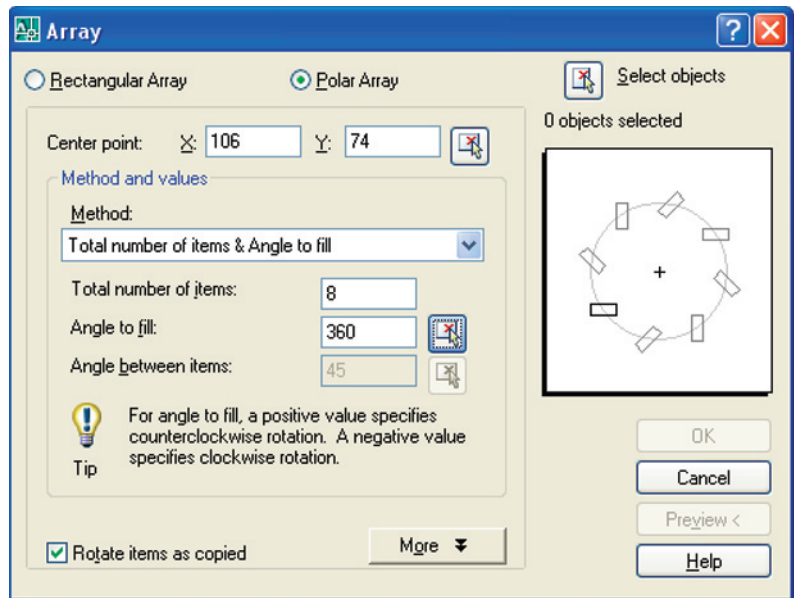 Array
Rectangular Array
Polar Array
Select objects
0 objects selected
Center point: X: 106 Y: 74
Method and values
Method:
Total number of items & Angle to fill
Total number of items: 8
Angle to fill: 360
Angle between items: 45
Tip
For angle to fill, a positive value specifies
counterclockwise rotation. A negative value
specifies clockwise rotation.
Rotate items as copied
More
OK
Cancel
Preview <
Help